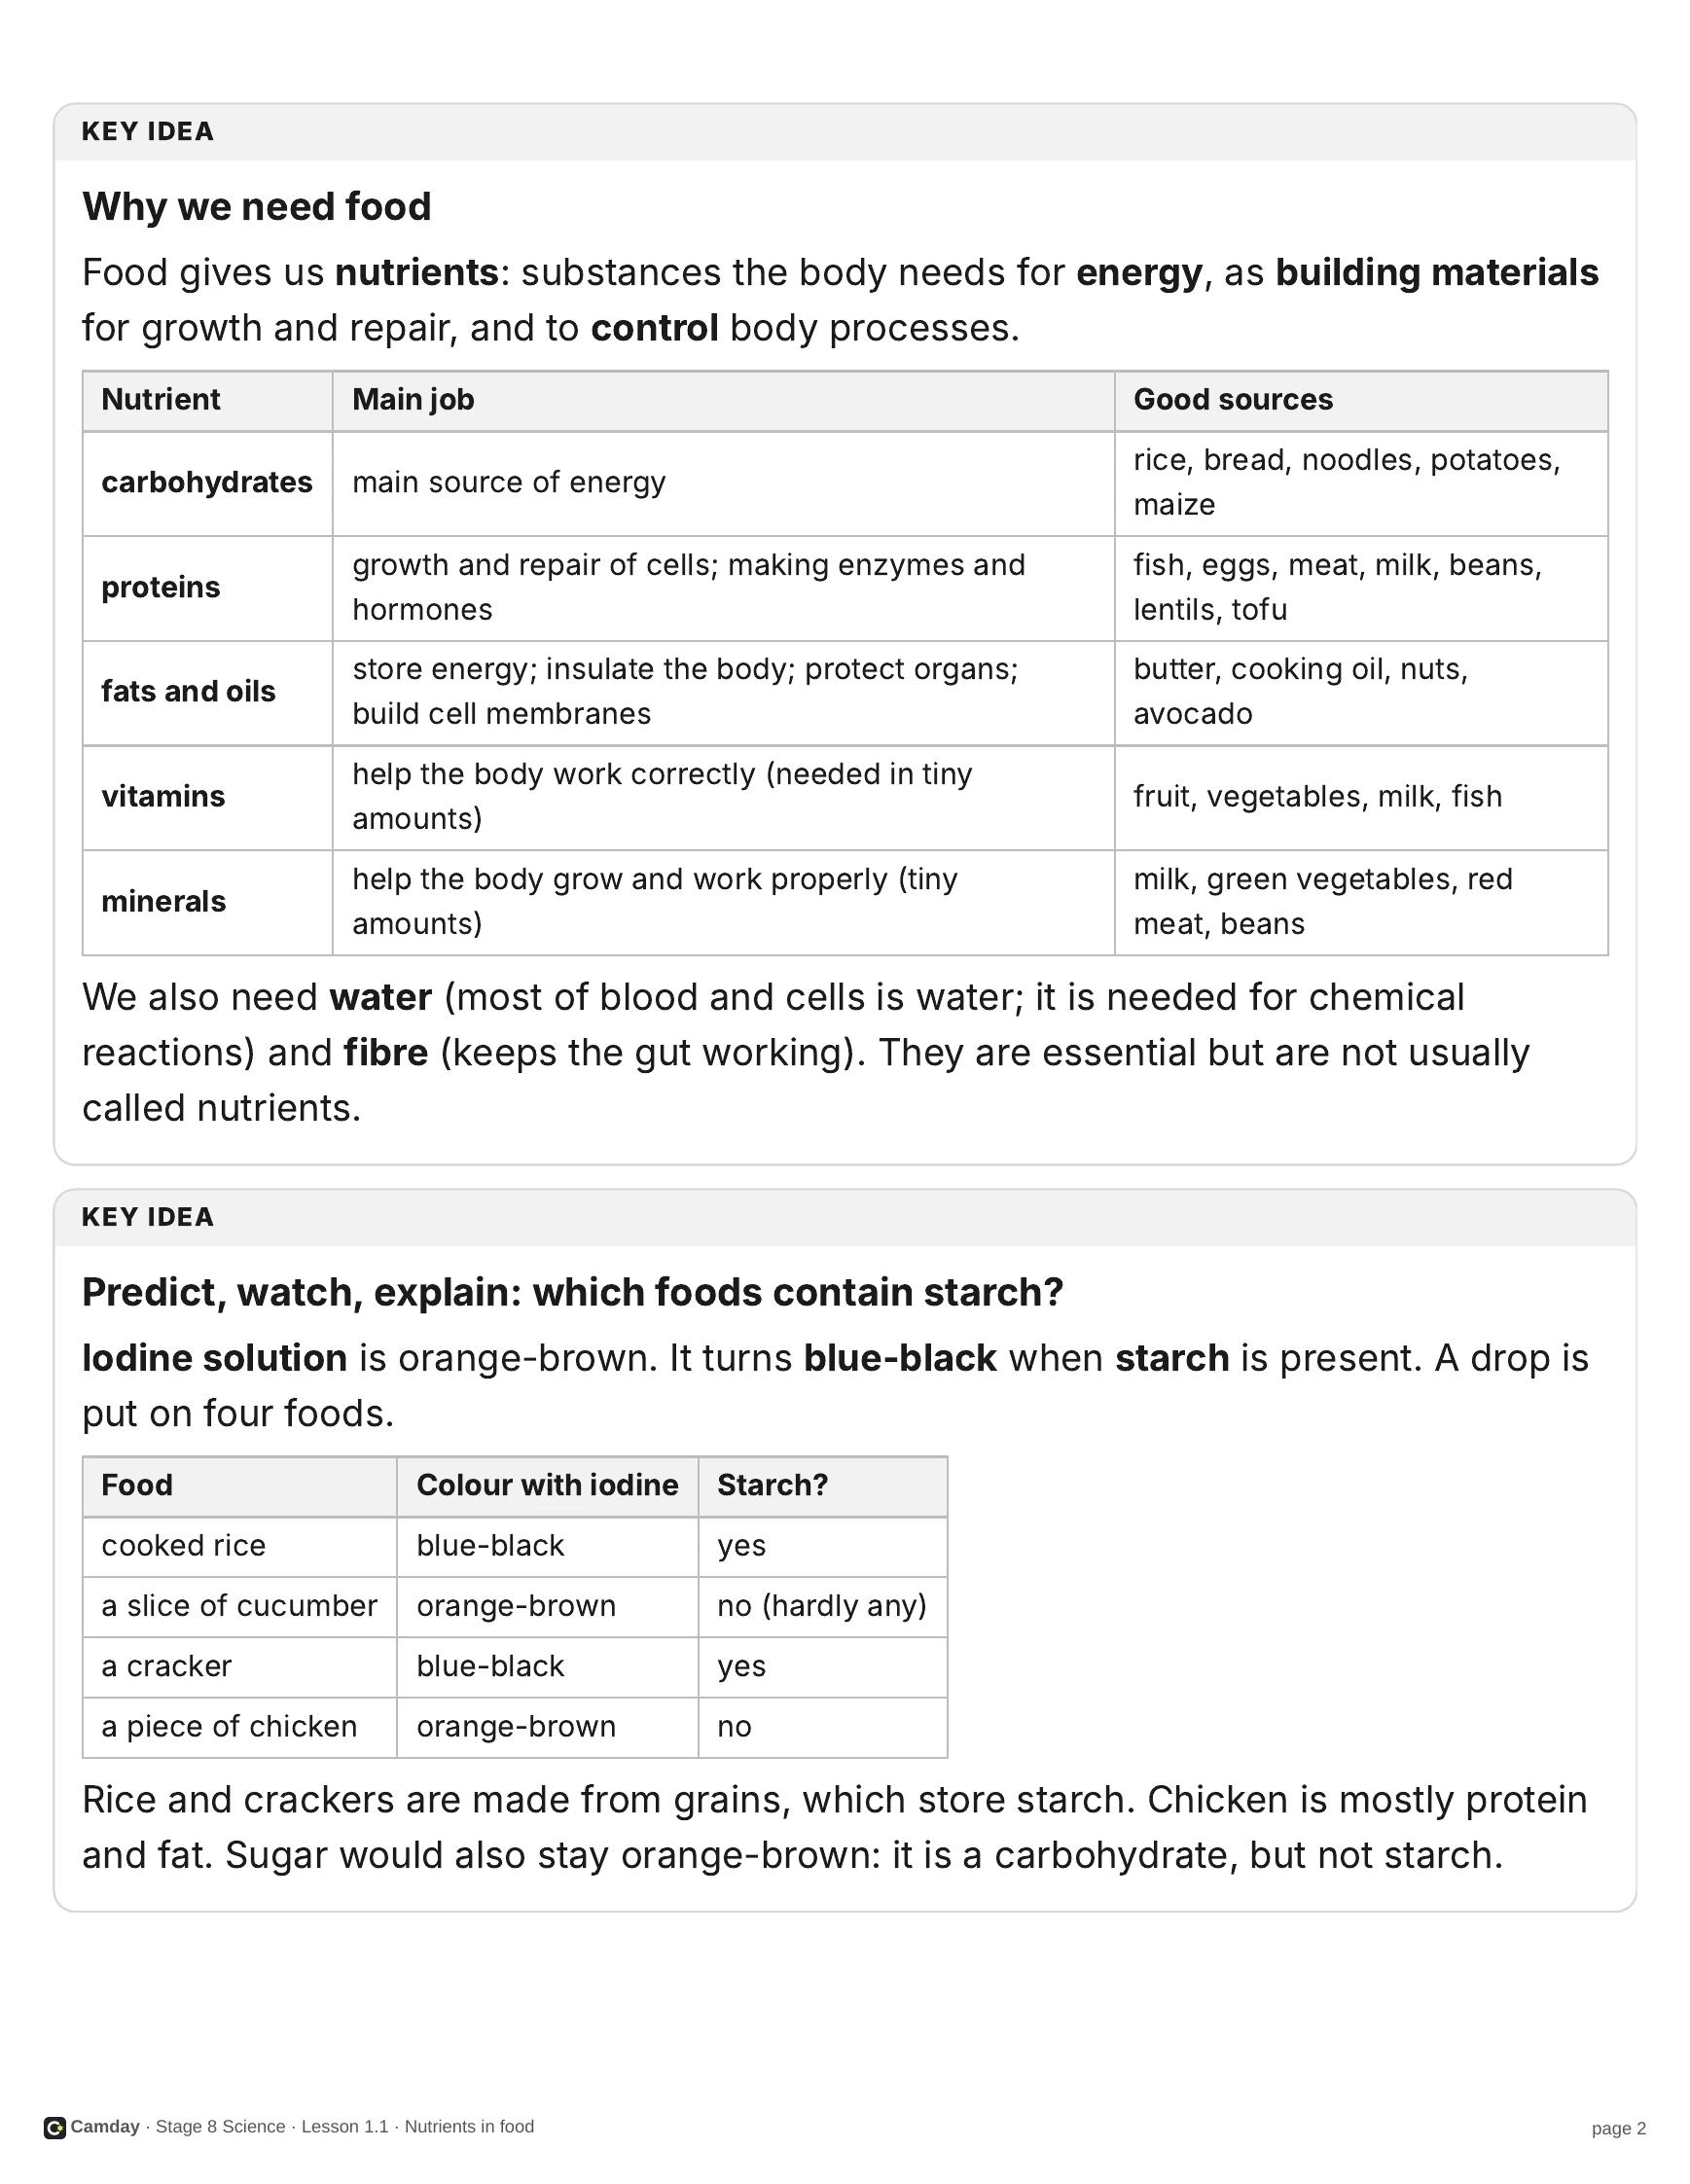 KEY IDEA
Why we need food
Food gives us nutrients: substances the body needs for energy, as building materials
for growth and repair, and to control body processes.
Nutrient Main job Good sources
carbohydrates main source of energy rice, bread, noodles, potatoes,
maize
proteins growth and repair of cells; making enzymes and
hormones
fish, eggs, meat, milk, beans,
lentils, tofu
fats and oils store energy; insulate the body; protect organs;
build cell membranes
butter, cooking oil, nuts,
avocado
vitamins help the body work correctly (needed in tiny
amounts)
fruit, vegetables, milk, fish
minerals help the body grow and work properly (tiny
amounts)
milk, green vegetables, red
meat, beans
We also need water (most of blood and cells is water; it is needed for chemical
reactions) and fibre (keeps the gut working). They are essential but are not usually
called nutrients.
KEY IDEA
Predict, watch, explain: which foods contain starch?
Iodine solution is orange-brown. It turns blue-black when starch is present. A drop is
put on four foods.
Food Colour with iodine Starch?
cooked rice blue-black yes
a slice of cucumber orange-brown no (hardly any)
a cracker blue-black yes
a piece of chicken orange-brown no
Rice and crackers are made from grains, which store starch. Chicken is mostly protein
and fat. Sugar would also stay orange-brown: it is a carbohydrate, but not starch.
Camday · Stage 8 Science · Lesson 1.1 · Nutrients in food page 2